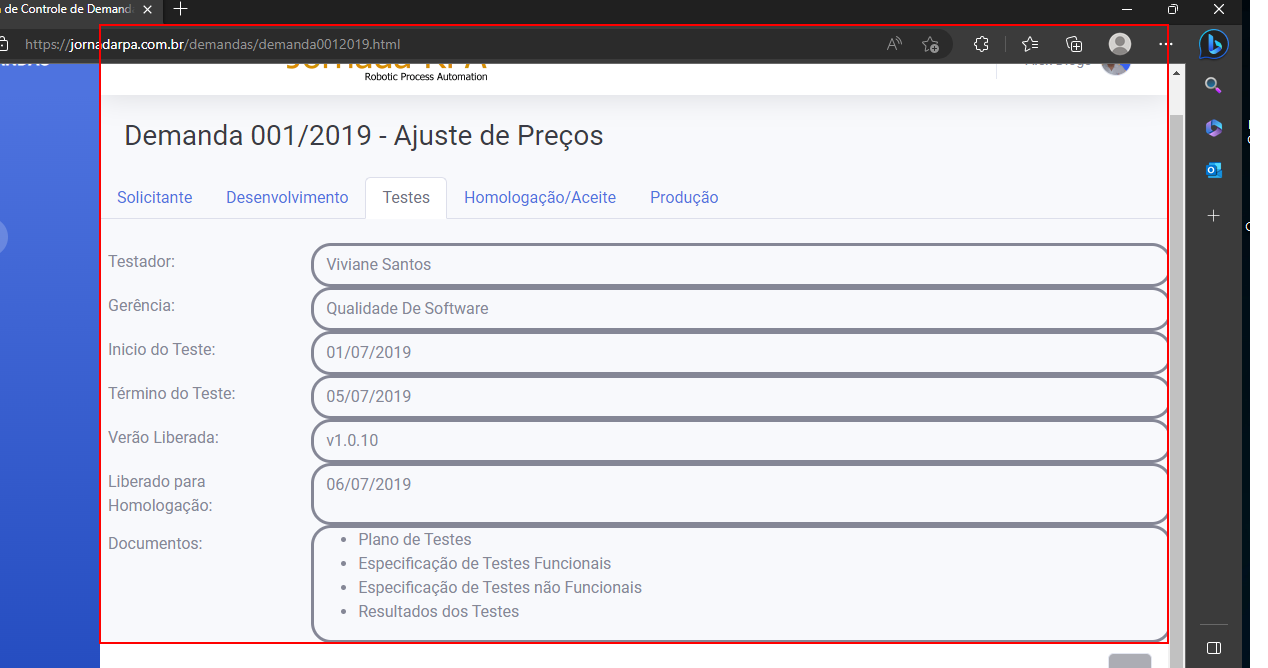 de Controle de Demanda
https://jornadarpa.com.br/demandas/demanda0012019.html
Jornada RPA
Robotic Process Automation
Demanda 001/2019 - Ajuste de Preços
Solicitante Desenvolvimento Testes Homologação/Aceite Produção
Testador: Viviane Santos
Gerência: Qualidade De Software
Inicio do Teste: 01/07/2019
Término do Teste: 05/07/2019
Verão Liberada: v1.0.10
Liberado para
Homologação: 06/07/2019
Documentos:
• Plano de Testes
• Especificação de Testes Funcionais
• Especificação de Testes não Funcionais
• Resultados dos Testes